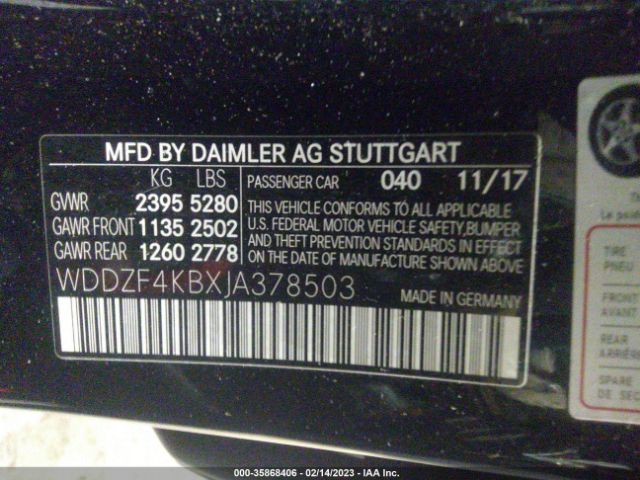 MFD BY DAIMLER AG STUTTGART
KG LBS
GVWR 2395 5280
GAWR FRONT 1135 2502
GAWR REAR 1260 2778
PASSENGER CAR 040 11/17
THIS VEHICLE CONFORMS TO ALL APPLICABLE
U.S. FEDERAL MOTOR VEHICLE SAFETY,BUMPER
AND THEFT PREVENTION STANDARDS IN EFFECT
ON THE DATE OF MANUFACTURE SHOWN ABOVE.
WDDZF4KBXJA378503
MADE IN GERMANY
TIRE
PNEU
FRONT
AVANT
REAR
ARRIÈRE
SPARE
DE
000-35868406 - 02/14/2023 - IAA Inc.